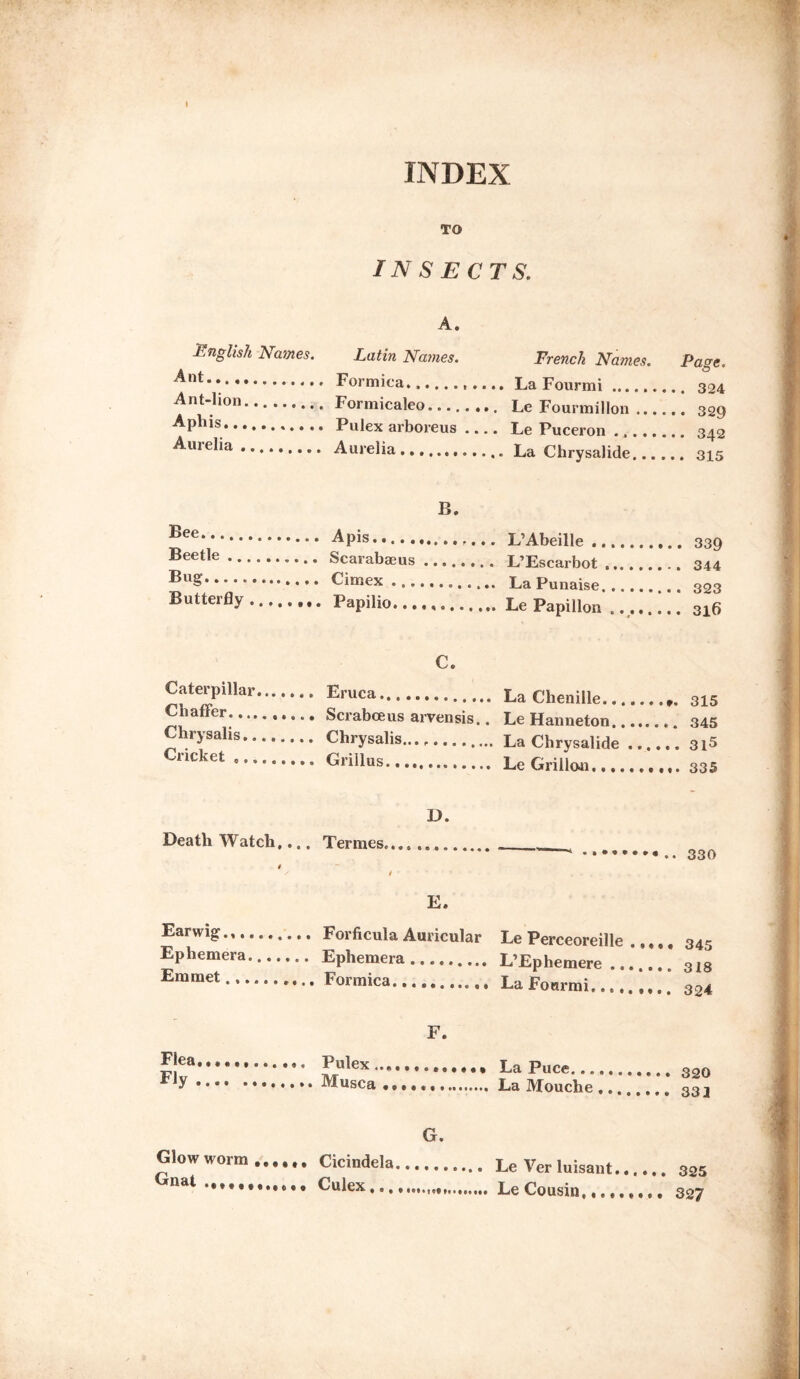 INDEX
TO
INSECTS.
A.
English Names. Latin Names. French Names. Page.
Ant............ Formica.......... La Fourmi .......... 324
Ant-lion.......... Formicaleo........ Le Fourmillon ...... 329
Aphis........... Pulex arboreus .... Le Puceron ......... 342
Aurelia .......... Aurelia............ La Chrysalide...... 315
B.
Bee............. Apis.............. L'Abeille .......... 339
Beetle ........... Scarabæus ........ L'Escarbot .......... 344
Bug............. Cimex ............ La Punaise.......... 323
Butterfly ........ Papilio............ Le Papillon ......... 316
C.
Caterpillar....... Eruca............. La Chenille......... 315
Chaffer.......... Scrabœus arvensis.. Le Hanneton........ 345
Chrysalis........ Chrysalis........... La Chrysalide ...... 315
Cricket .......... Grillus............. Le Grillon.......... 335
D.
Death Watch.... Termes............. ———— .......... 330
E.
Earwig.......... Forficula Auricular Le Perceoreille ..... 345
Ephemera....... Ephemera ......... L'Ephemere ........ 318
Emmet........... Formica............ La Fourmi......... 324
F.
Flea............. Pulex ............. La Puce........... 320
Fly .... ........ Musca ............. La Mouche ........ 331
G.
Glow worm ...... Cicindela.......... Le Ver luisant...... 325
Gnat ............ Culex............... Le Cousin.......... 327